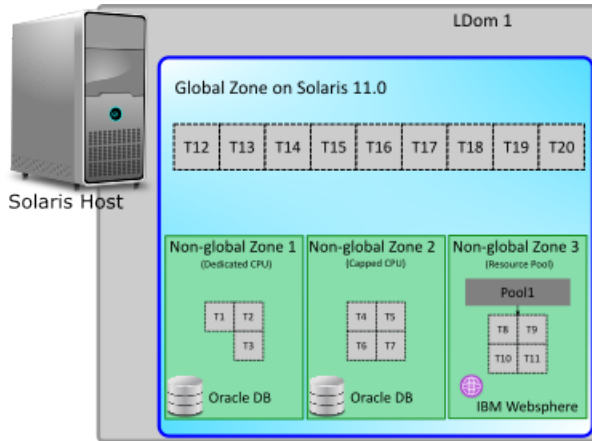 LDom 1
Solaris Host
Global Zone on Solaris 11.0
T12 T13 T14 T15 T16 T17 T18 T19 T20
Non-global Zone 1
(Dedicated CPU)
T1 T2
T3
Oracle DB
Non-global Zone 2
(Capped CPU)
T4 T5
T6 T7
Oracle DB
Non-global Zone 3
(Resource Pool)
Pool1
T8 T9
T10 T11
IBM Websphere